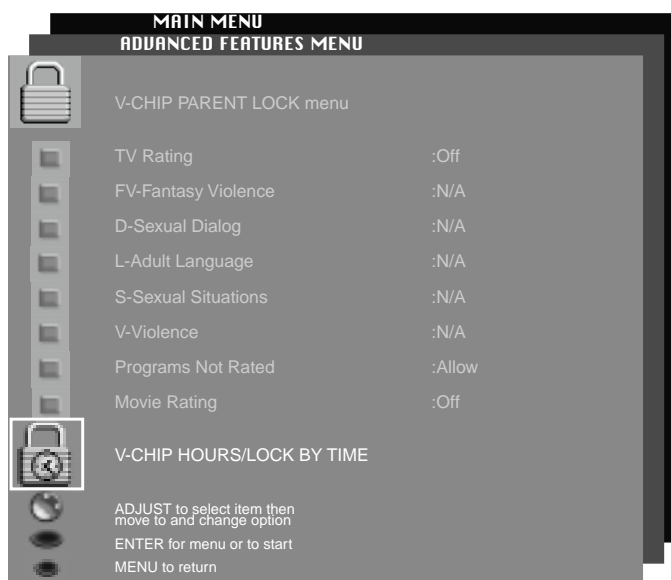 MAIN MENU
ADVANCED FEATURES MENU
V-CHIP PARENT LOCK menu
TV Rating :Off
FV-Fantasy Violence :N/A
D-Sexual Dialog :N/A
L-Adult Language :N/A
S-Sexual Situations :N/A
V-Violence :N/A
Programs Not Rated :Allow
Movie Rating :Off
V-CHIP HOURS/LOCK BY TIME
ADJUST to select item then
move to and change option
ENTER for menu or to start
MENU to return